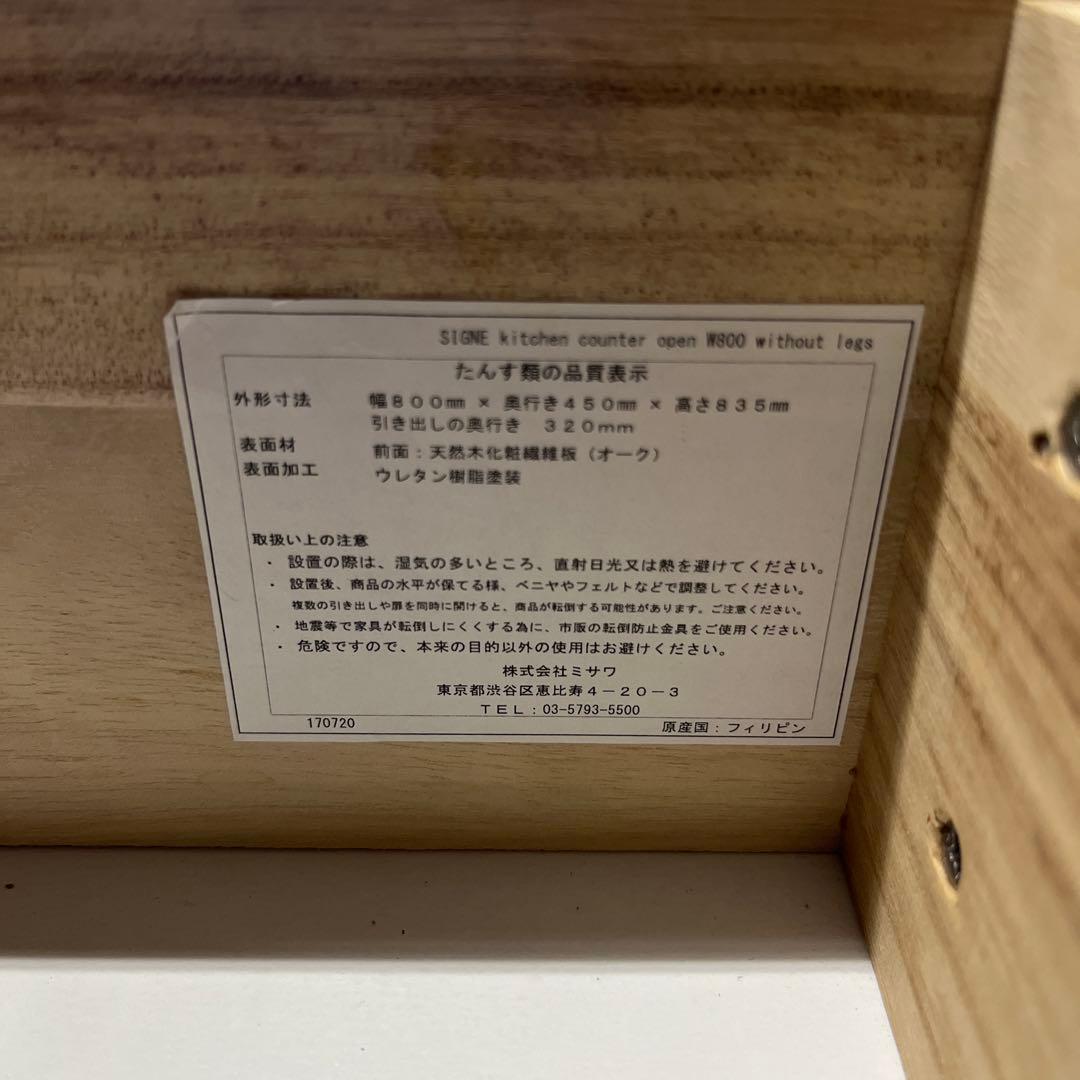 SIGNE kitchen counter open W800 without legs
たんす類の品質表示
外形寸法 幅８００㎜ × 奥行き４５０㎜ × 高さ８３５㎜
引き出しの奥行き ３２０ｍｍ
表面材 前面：天然木化粧繊維板（オーク）
表面加工 ウレタン樹脂塗装
取扱い上の注意
・ 設置の際は、湿気の多いところ、直射日光又は熱を避けてください。
・ 設置後、商品の水平が保てる様、ベニヤやフェルトなどで調整してください。
複数の引き出しや扉を同時に開けると、商品が転倒する可能性があります。ご注意ください。
・ 地震等で家具が転倒しにくくする為に、市販の転倒防止金具をご使用ください。
・ 危険ですので、本来の目的以外の使用はお避けください。
株式会社ミサワ
東京都渋谷区恵比寿４－２０－３
ＴＥＬ：03-5793-5500
170720 原産国：フィリピン